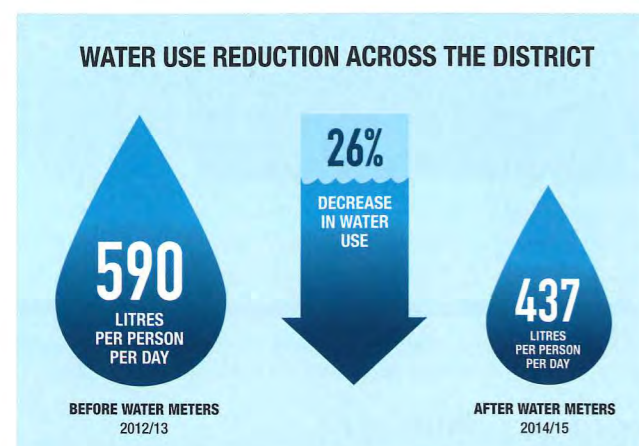 WATER USE REDUCTION ACROSS THE DISTRICT
590
LITRES
PER PERSON
PER DAY
BEFORE WATER METERS
2012/13
26%
DECREASE
IN WATER
USE
437
LITRES
PER PERSON
PER DAY
AFTER WATER METERS
2014/15